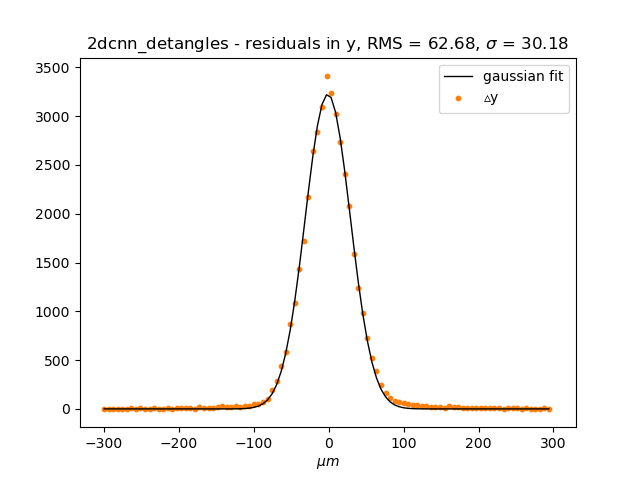 2dcnn_detangles - residuals in y, RMS = 62.68, σ = 30.18
gaussian fit
△y
3500
3000
2500
2000
1500
1000
500
0
−300 −200 −100 0 100 200 300
μm